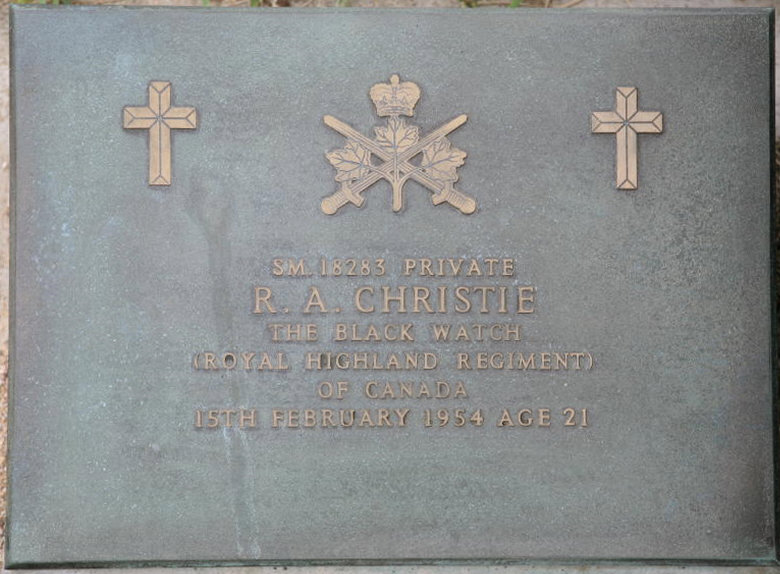 SM. 18283 PRIVATE
R. A. CHRISTIE
THE BLACK WATCH
(ROYAL HIGHLAND REGIMENT)
OF CANADA
15TH FEBRUARY 1954 AGE 21